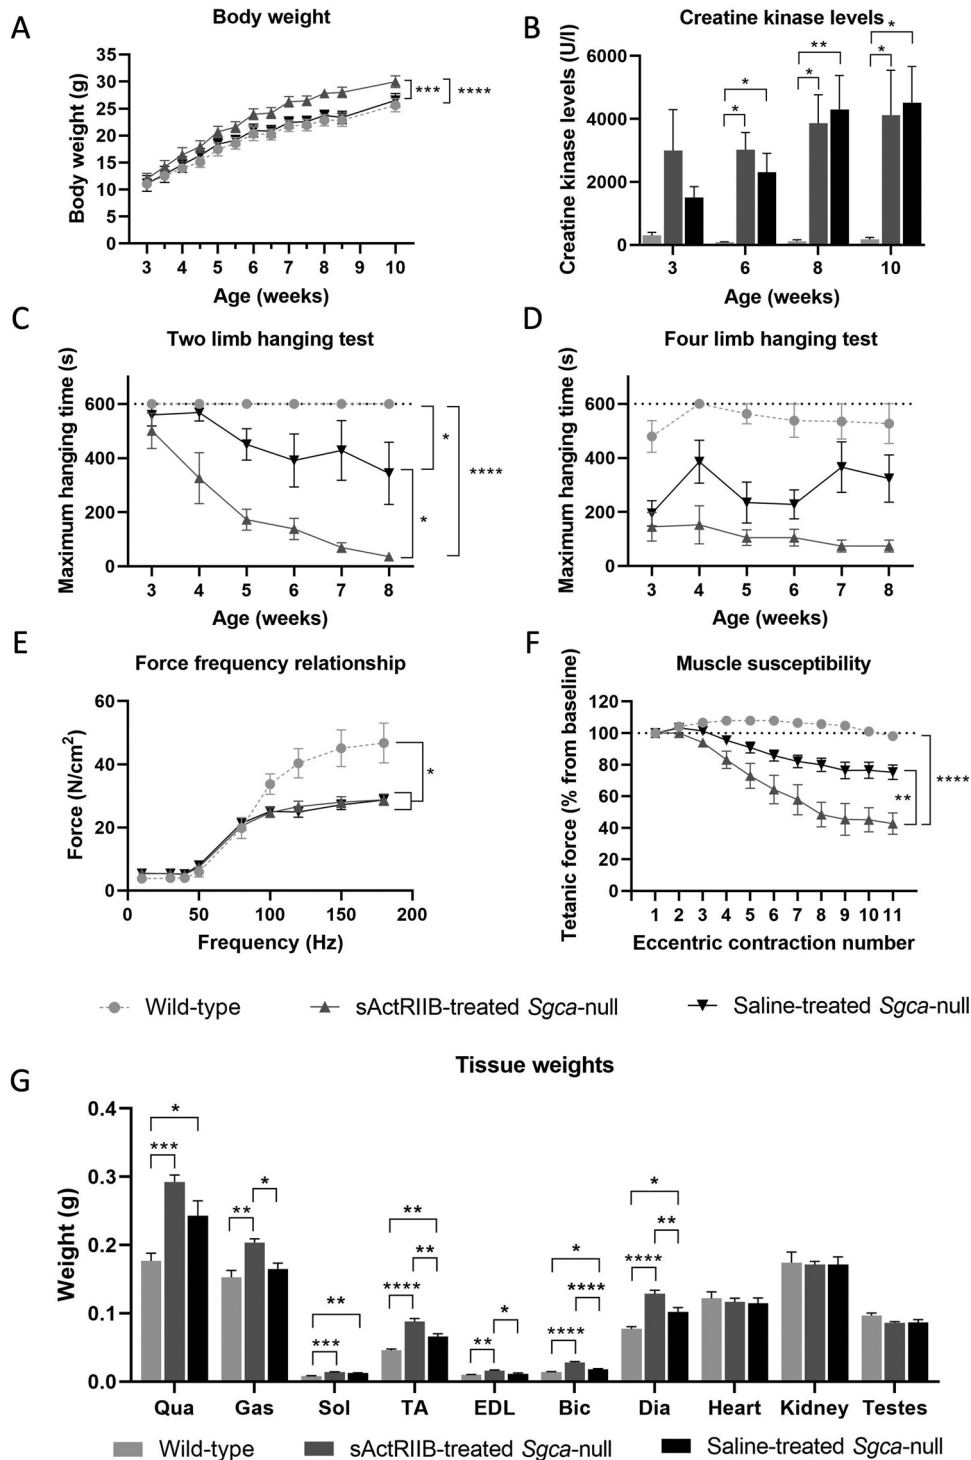 A
Body weight
Body weight (g)
35
30
25
20
15
10
5
0
3 4 5 6 7 8 9 10
Age (weeks)
*** ****
B
Creatine kinase levels
Creatine kinase levels (U/l)
6000
4000
2000
0
3 6 8 10
Age (weeks)
* *
* **
* *
C
Two limb hanging test
Maximum hanging time (s)
600
400
200
0
3 4 5 6 7 8
Age (weeks)
*
*
****
D
Four limb hanging test
Maximum hanging time (s)
600
400
200
0
3 4 5 6 7 8
Age (weeks)
E
Force frequency relationship
Force (N/cm²)
60
40
20
0
0 50 100 150 200
Frequency (Hz)
*
F
Muscle susceptibility
Tetanic force (% from baseline)
120
100
80
60
40
20
0
1 2 3 4 5 6 7 8 9 10 11
Eccentric contraction number
**
****
Wild-type
sActRIIB-treated Sgca-null
Saline-treated Sgca-null
G
Tissue weights
Weight (g)
0.4
0.3
0.2
0.1
0.0
*
***
*
**
**
***
**
**
****
*
**
*
****
****
*
**
****
Qua Gas Sol TA EDL Bic Dia Heart Kidney Testes
Wild-type
sActRIIB-treated Sgca-null
Saline-treated Sgca-null